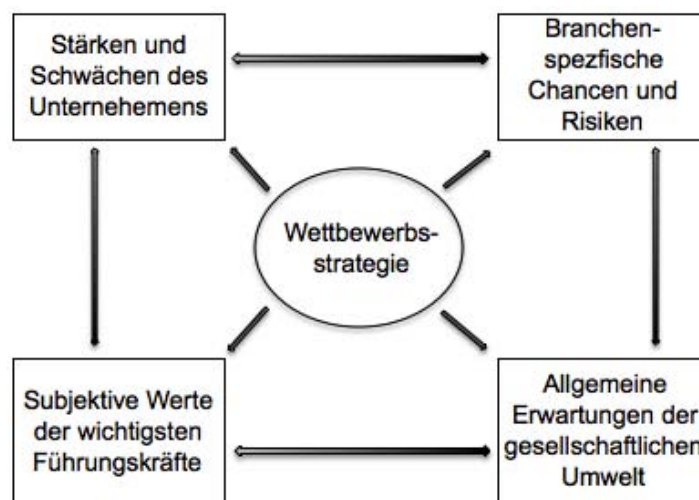 Stärken und
Schwächen des
Unternehemens
Branchen-
spezfische
Chancen und
Risiken
Wettbewerbs-
strategie
Subjektive Werte
der wichtigsten
Führungskräfte
Allgemeine
Erwartungen der
gesellschaftlichen
Umwelt